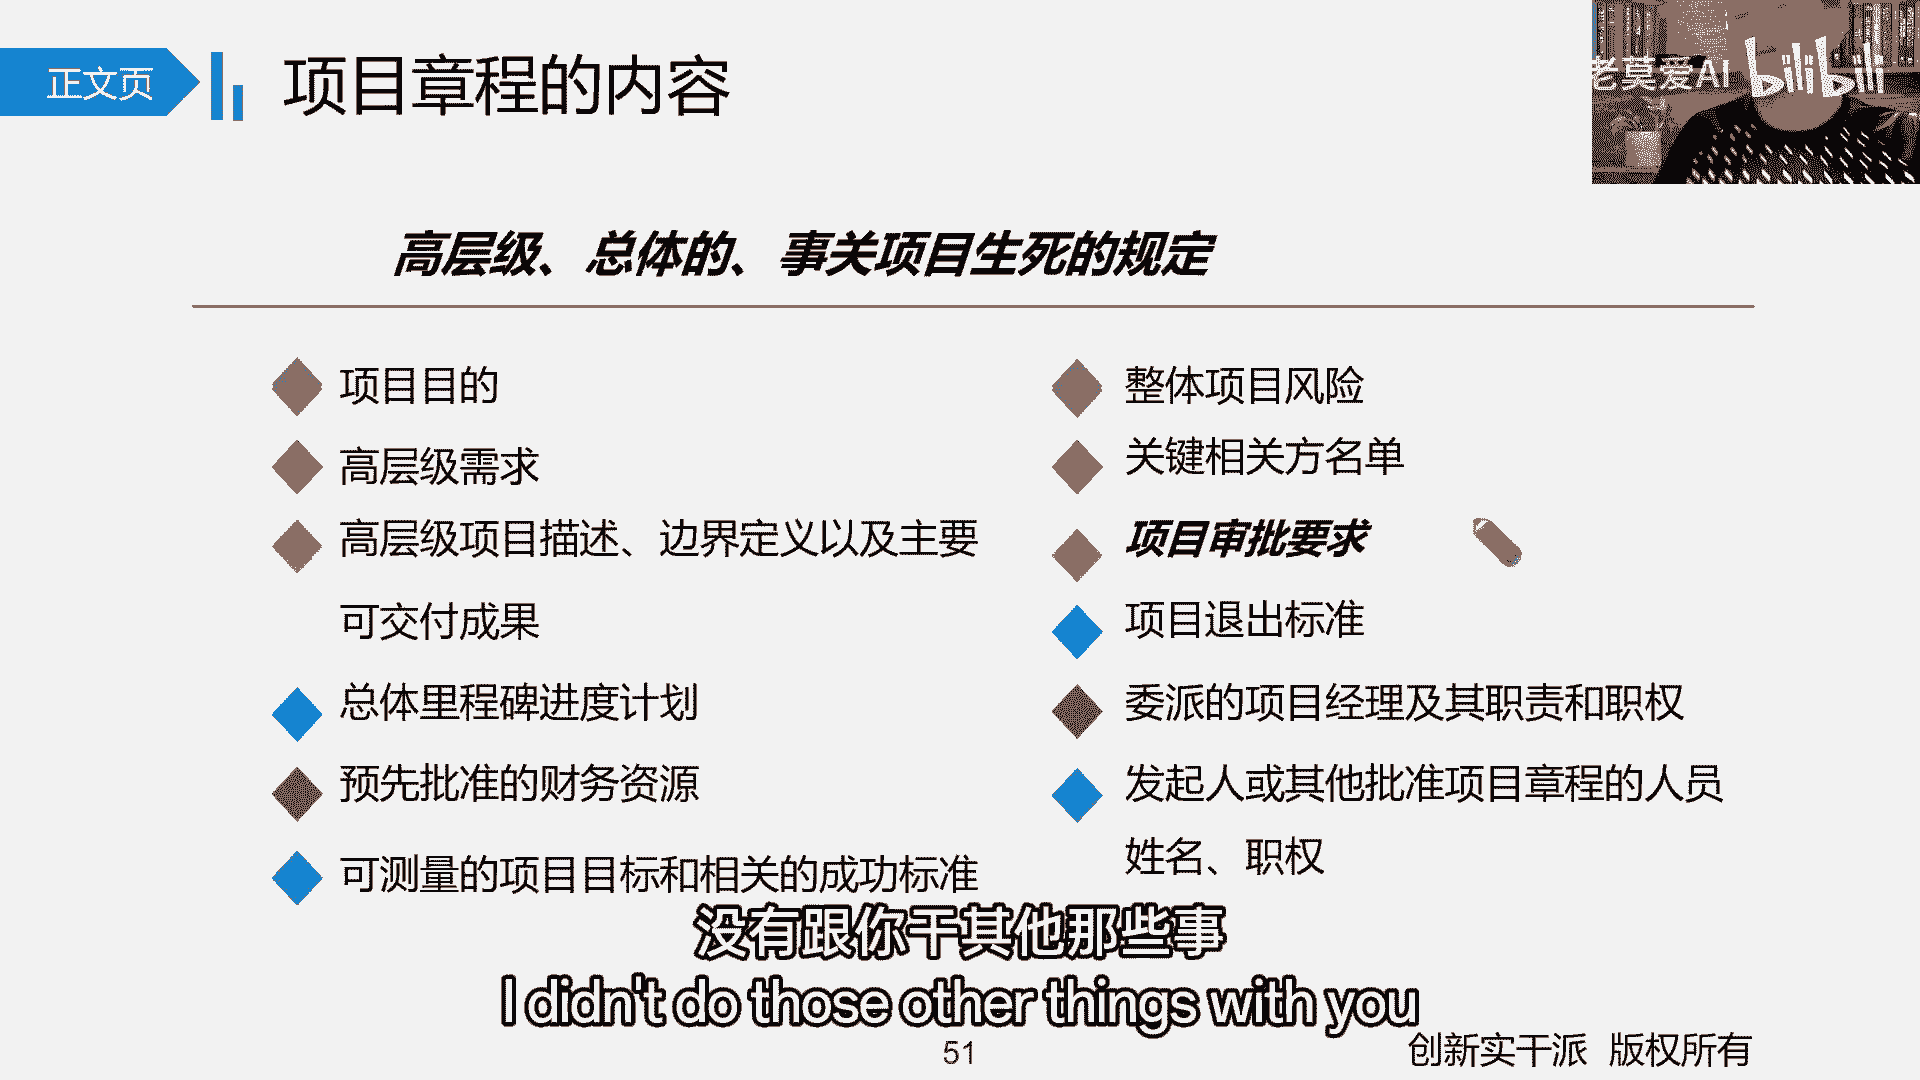 正文页
项目章程的内容
老莫爱AI
bilibili
高层级、总体的、事关项目生死的规定
项目目的
高层级需求
高层级项目描述、边界定义以及主要
可交付成果
总体里程碑进度计划
预先批准的财务资源
可测量的项目目标和相关的成功标准
整体项目风险
关键相关方名单
项目审批要求
项目退出标准
委派的项目经理及其职责和职权
发起人或其他批准项目章程的人员
姓名、职权
没有跟你干其他那些事
I didn't do those other things with you
51
创新实干派 版权所有